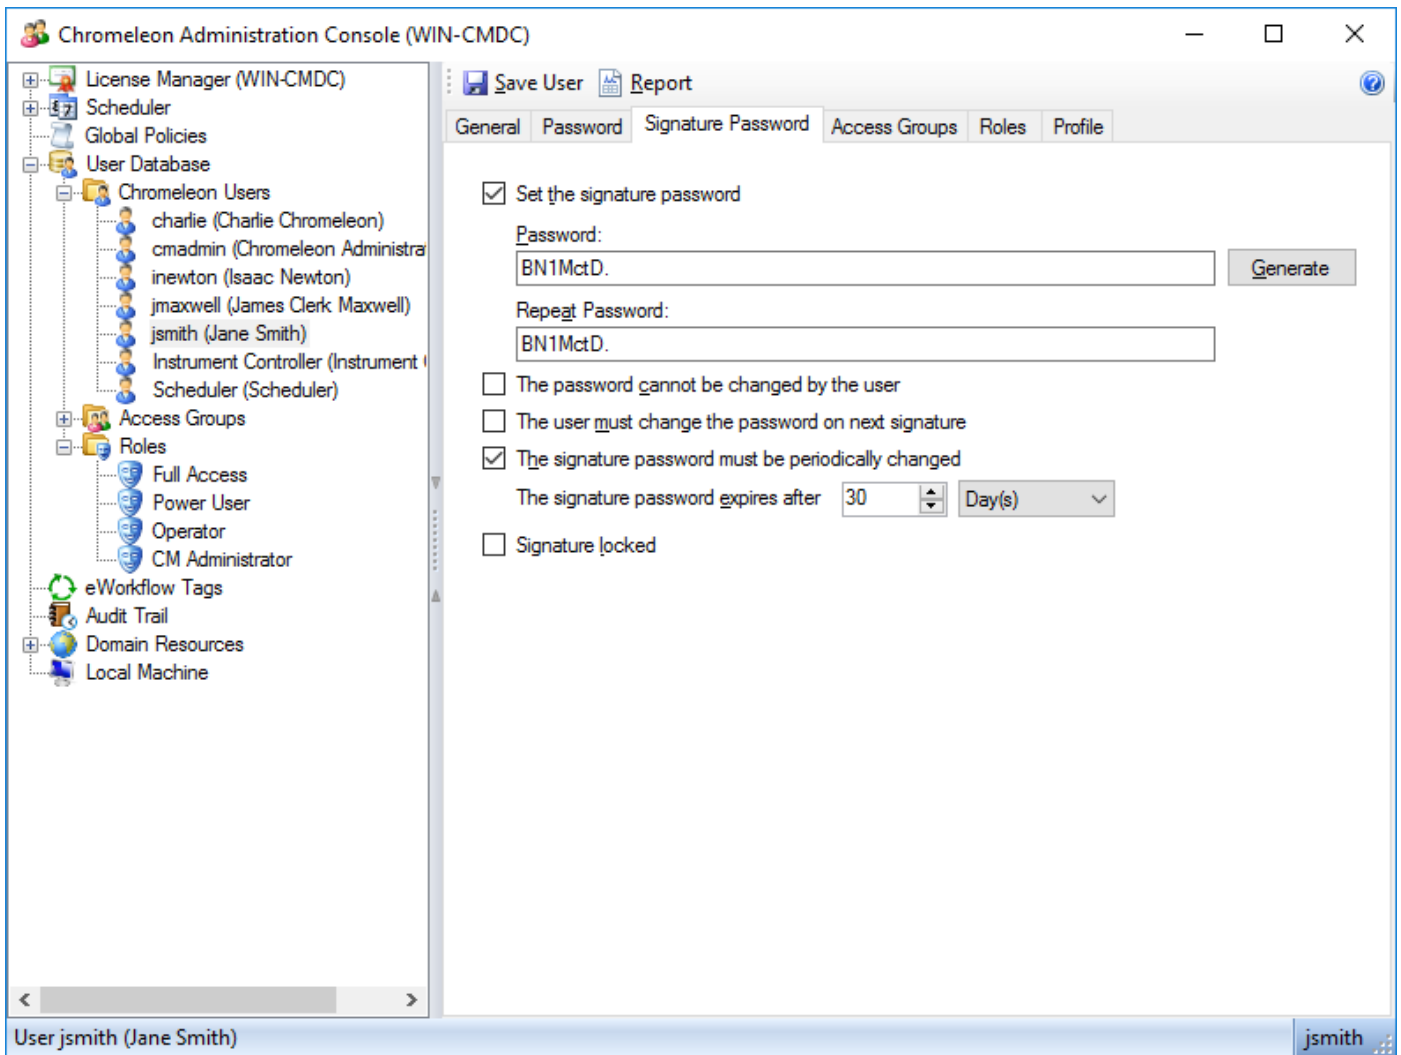 Chromeleon Administration Console (WIN-CMDC)
License Manager (WIN-CMDC)
Scheduler
Global Policies
User Database
Chromeleon Users
charlie (Charlie Chromeleon)
cmadmin (Chromeleon Administra
inewton (Isaac Newton)
jmaxwell (James Clerk Maxwell)
jsmith (Jane Smith)
Instrument Controller (Instrument
Scheduler (Scheduler)
Access Groups
Roles
Full Access
Power User
Operator
CM Administrator
eWorkflow Tags
Audit Trail
Domain Resources
Local Machine
Save User Report
General Password Signature Password Access Groups Roles Profile
Set the signature password
Password:
BN1MctD. Generate
Repeat Password:
BN1MctD.
The password cannot be changed by the user
The user must change the password on next signature
The signature password must be periodically changed
The signature password expires after 30 Day(s)
Signature locked
User jsmith (Jane Smith) jsmith